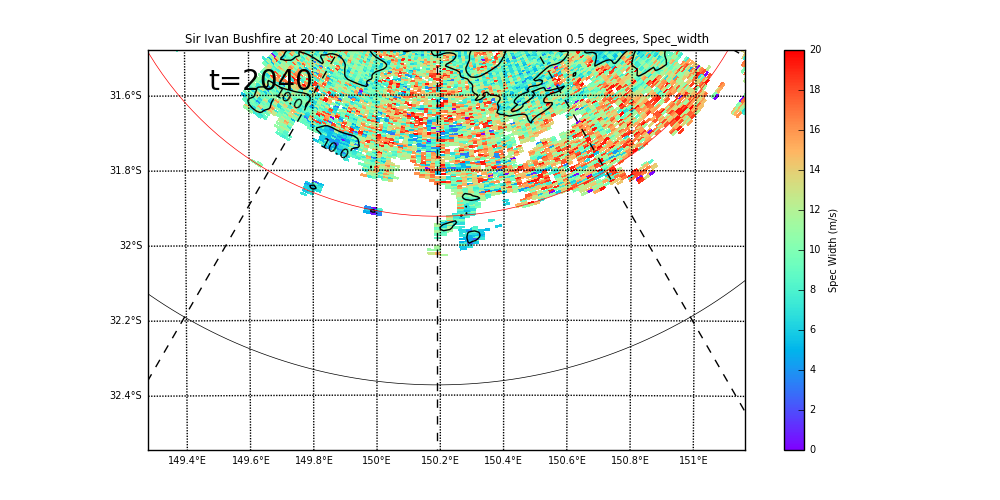 Sir Ivan Bushfire at 20:40 Local Time on 2017 02 12 at elevation 0.5 degrees, Spec_width
t=2040
10.0
10.0
31.6°S
31.8°S
32°S
32.2°S
32.4°S
149.4°E 149.6°E 149.8°E 150°E 150.2°E 150.4°E 150.6°E 150.8°E 151°E
20
18
16
14
12
10
8
6
4
2
0
Spec Width (m/s)